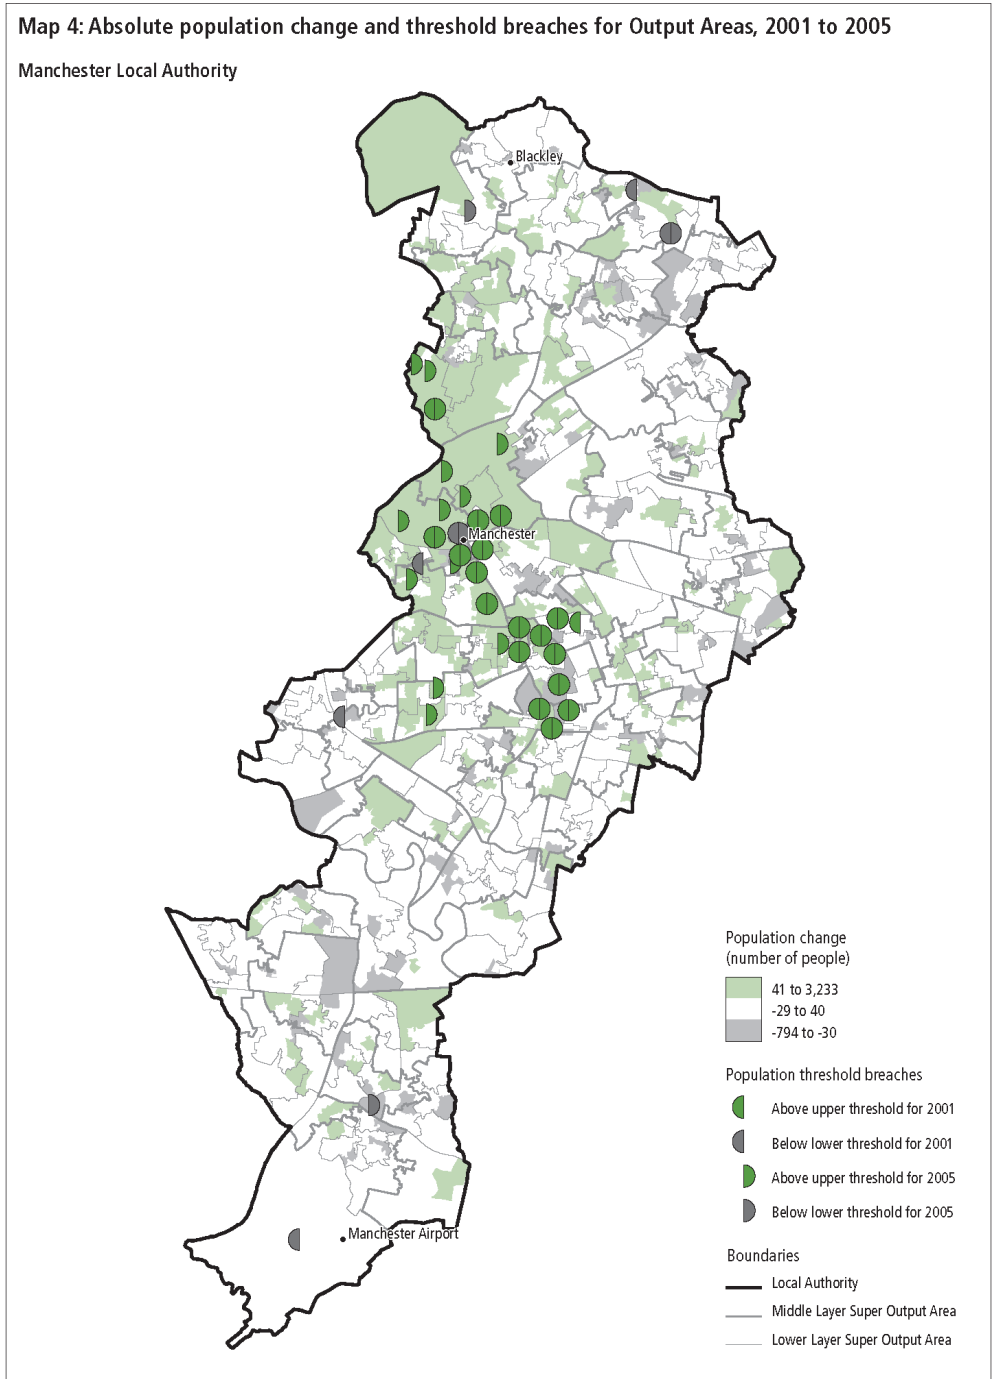 Map 4: Absolute population change and threshold breaches for Output Areas, 2001 to 2005
Manchester Local Authority
Blackley
Manchester
Manchester Airport
Population change
(number of people)
41 to 3,233
-29 to 40
-794 to -30
Population threshold breaches
Above upper threshold for 2001
Below lower threshold for 2001
Above upper threshold for 2005
Below lower threshold for 2005
Boundaries
Local Authority
Middle Layer Super Output Area
Lower Layer Super Output Area